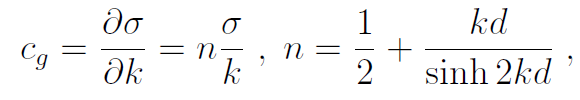 c_g = ∂σ/∂k = n σ/k , n = 1/2 + kd/sinh 2kd ,